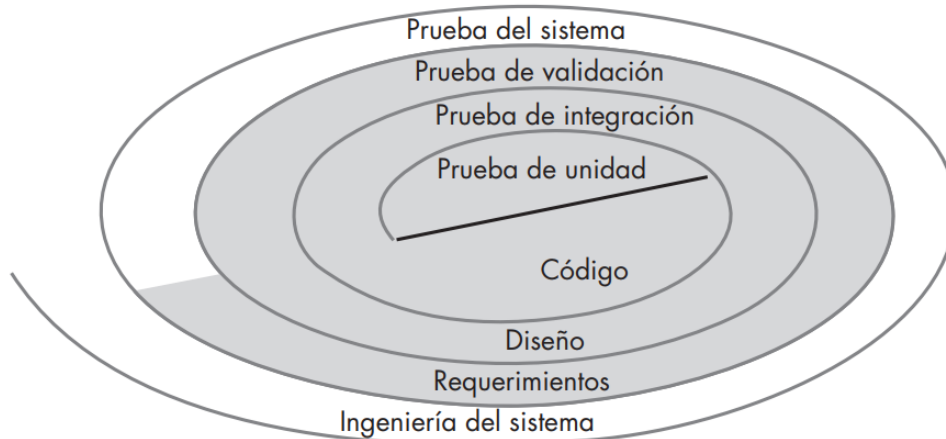 Prueba del sistema
Prueba de validación
Prueba de integración
Prueba de unidad
Código
Diseño
Requerimientos
Ingeniería del sistema